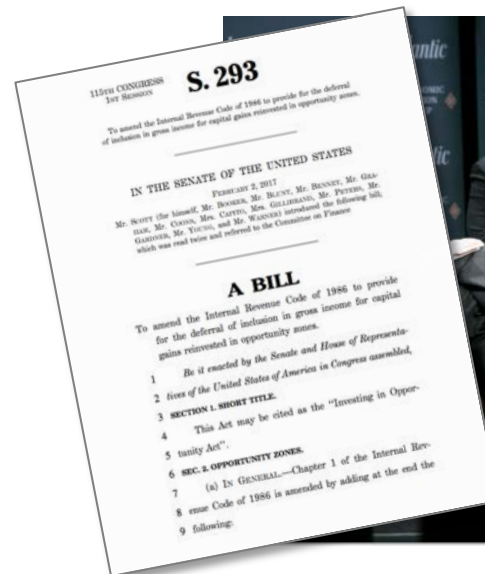 115TH CONGRESS
1ST SESSION
S. 293
To amend the Internal Revenue Code of 1986 to provide for the deferral
of inclusion in gross income for capital gains reinvested in opportunity zones.
IN THE SENATE OF THE UNITED STATES
FEBRUARY 2, 2017
Mr. SCOTT (for himself, Mr. BOOKER, Mr. BLUNT, Mr. BENNET, Mr. GRA-
HAM, Mr. COONS, Mrs. CAPITO, Mrs. GILLIBRAND, Mr. PETERS, Mr.
GARDNER, Mr. YOUNG, and Mr. WARNER) introduced the following bill;
which was read twice and referred to the Committee on Finance
A BILL
To amend the Internal Revenue Code of 1986 to provide
for the deferral of inclusion in gross income for capital
gains reinvested in opportunity zones.
1 Be it enacted by the Senate and House of Representa-
2 tives of the United States of America in Congress assembled,
3 SECTION 1. SHORT TITLE.
4 This Act may be cited as the “Investing in Oppor-
5 tunity Act”.
6 SEC. 2. OPPORTUNITY ZONES.
7 (a) IN GENERAL.—Chapter 1 of the Internal Rev-
8 enue Code of 1986 is amended by adding at the end the
9 following:
antic